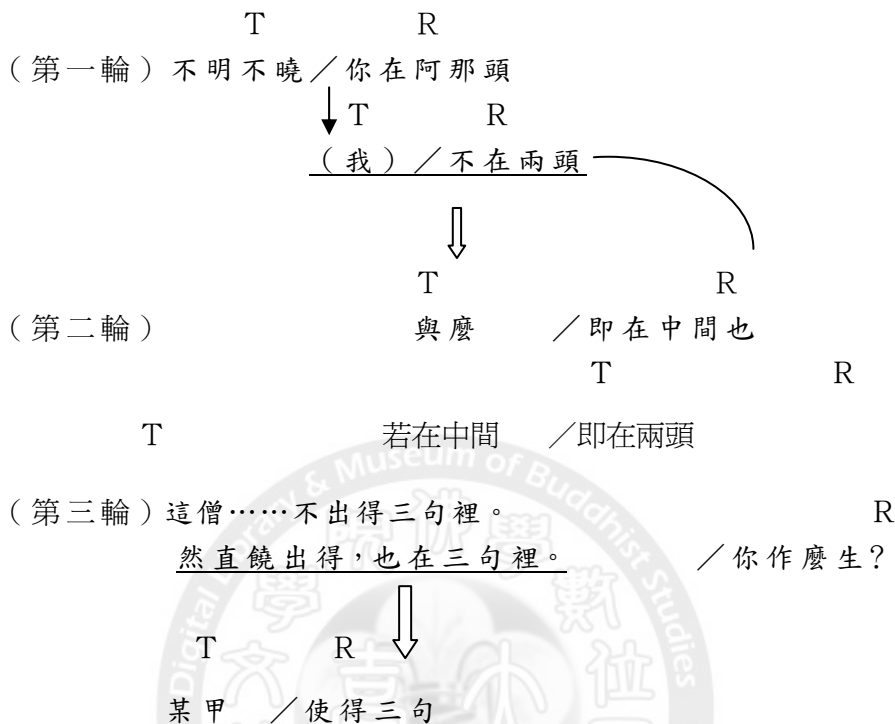 T R
（第一輪）不明不曉／你在阿那頭
T R
（我）／不在兩頭
T R
（第二輪） 與麼 ／即在中間也
T R
T 若在中間 ／即在兩頭
（第三輪）這僧……不出得三句裡。 R
然直饒出得，也在三句裡。 ／你作麼生？
T R
某甲 ／使得三句